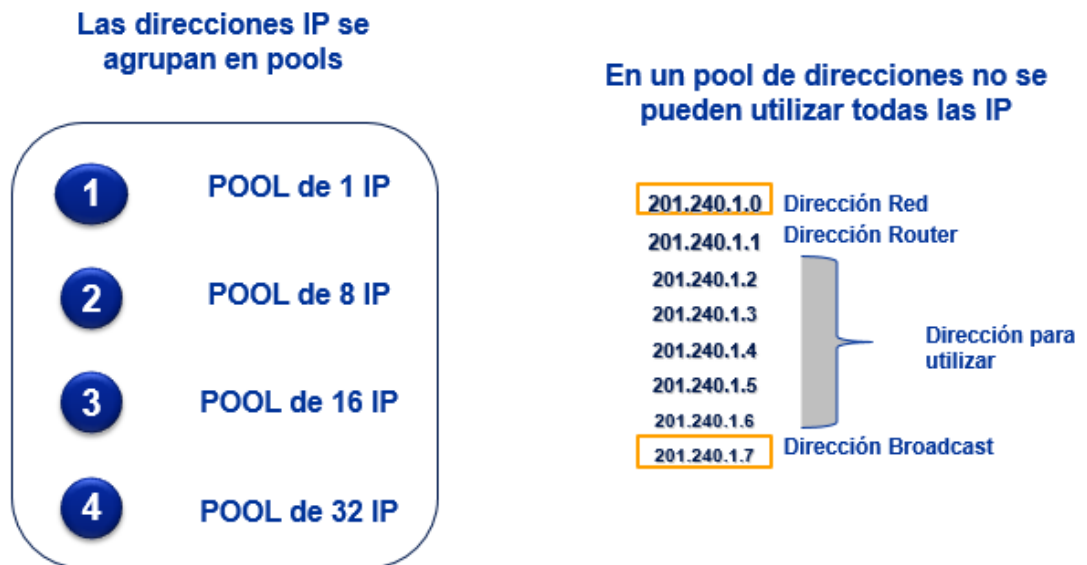 Las direcciones IP se
agrupan en pools
1 POOL de 1 IP
2 POOL de 8 IP
3 POOL de 16 IP
4 POOL de 32 IP
En un pool de direcciones no se
pueden utilizar todas las IP
201.240.1.0 Dirección Red
201.240.1.1 Dirección Router
201.240.1.2
201.240.1.3
201.240.1.4
201.240.1.5
201.240.1.6
Dirección para
utilizar
201.240.1.7 Dirección Broadcast